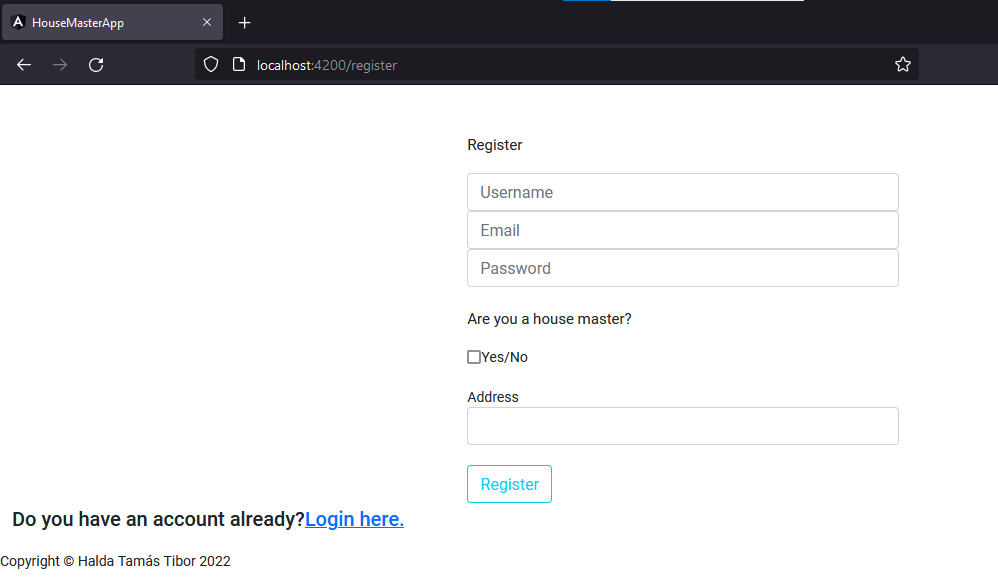 HouseMasterApp
localhost:4200/register
Register
Username
Email
Password
Are you a house master?
Yes/No
Address
Register
Do you have an account already?Login here.
Copyright © Halda Tamás Tibor 2022